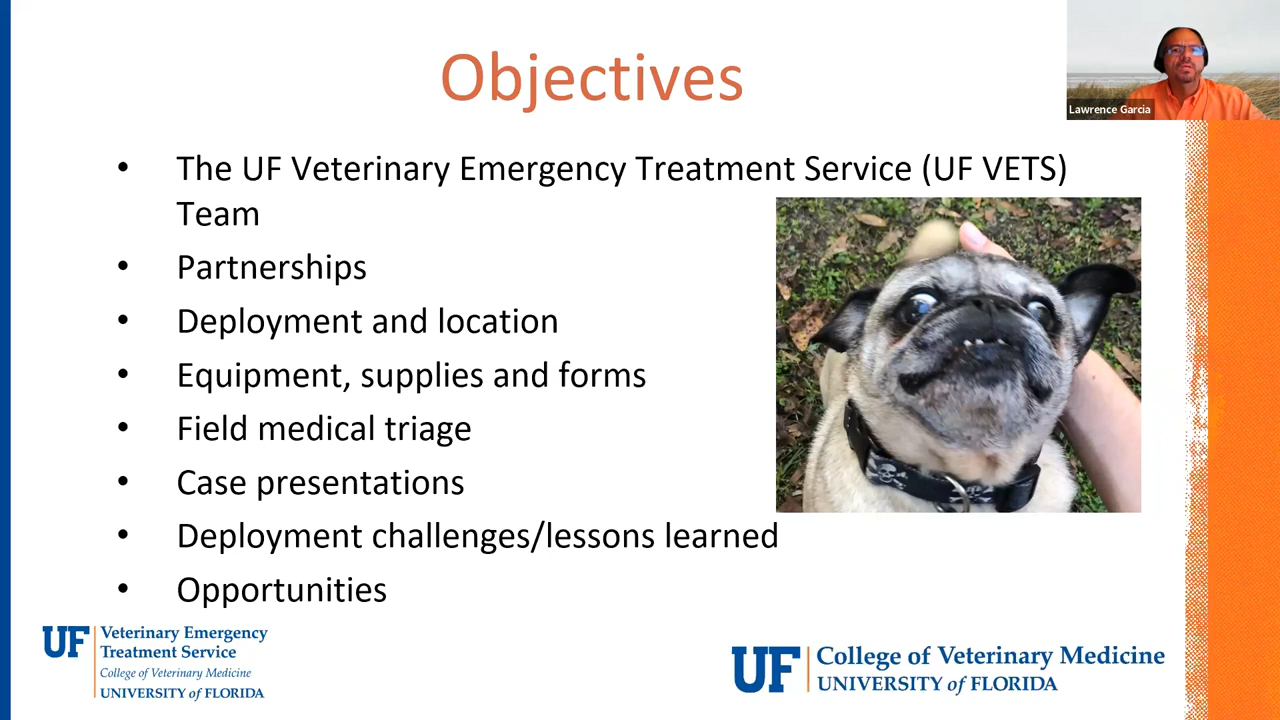 Objectives
Lawrence Garcia
• The UF Veterinary Emergency Treatment Service (UF VETS)
Team
• Partnerships
• Deployment and location
• Equipment, supplies and forms
• Field medical triage
• Case presentations
• Deployment challenges/lessons learned
• Opportunities
UF
Veterinary Emergency
Treatment Service
College of Veterinary Medicine
UNIVERSITY of FLORIDA
UF
College of Veterinary Medicine
UNIVERSITY of FLORIDA